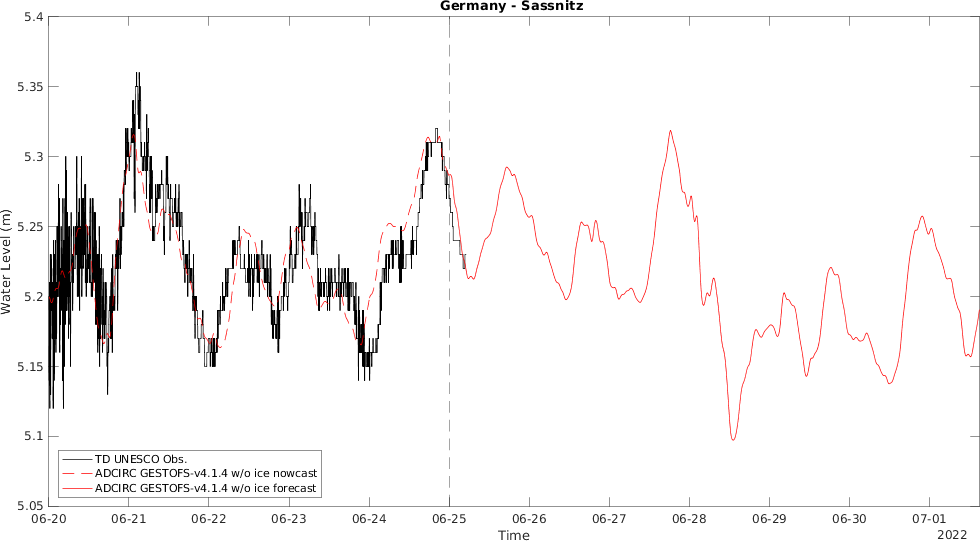 Germany - Sassnitz
5.4
5.35
5.3
5.25
5.2
5.15
5.1
5.05
Water Level (m)
TD UNESCO Obs.
ADCIRC GESTOFS-v4.1.4 w/o ice nowcast
ADCIRC GESTOFS-v4.1.4 w/o ice forecast
06-20 06-21 06-22 06-23 06-24 06-25 06-26 06-27 06-28 06-29 06-30 07-01
Time
2022